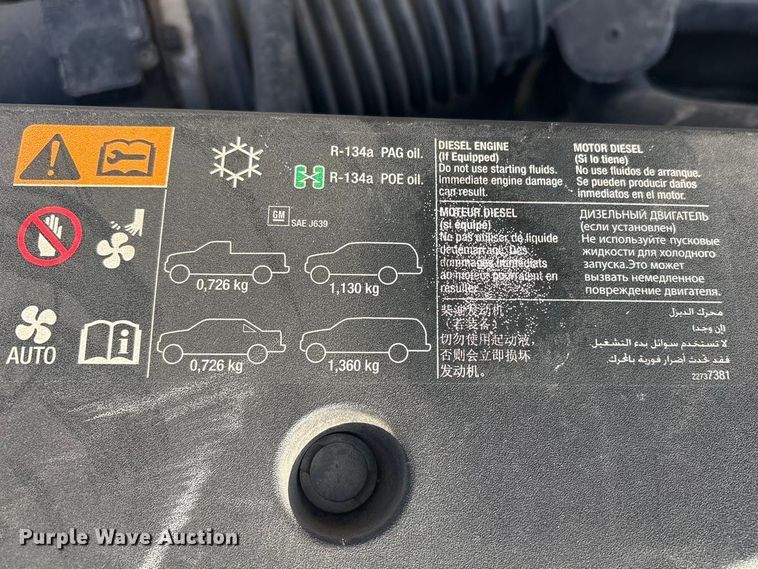 R-134a PAG oil.
R-134a POE oil.
GM
SAE J639
0,726 kg
1,130 kg
0,726 kg
1,360 kg
AUTO
DIESEL ENGINE
(If Equipped)
Do not use starting fluids.
Immediate engine damage
can result.
MOTOR DIESEL
(Si lo tiene)
No use fluidos de arranque.
Se pueden producir daños
inmediatos en el motor.
MOTEUR DIESEL
(si équipé)
Ne pas utiliser de liquide
de démarrage. Des
dommages immédiats
au moteur pourraient en
résulter.
ДИЗЕЛЬНЫЙ ДВИГАТЕЛЬ
(если установлен)
Не используйте пусковые
жидкости для холодного
запуска.Это может
вызвать немедленное
повреждение двигателя.
柴油发动机
（若装备）
切勿使用起动液，
否则会立即损坏
发动机。
محرك الديزل
(إن وجد)
لا تستخدم سوائل بدء التشغيل.
فقد تحدث أضرار فورية بالمحرك.
22737381
Purple Wave Auction